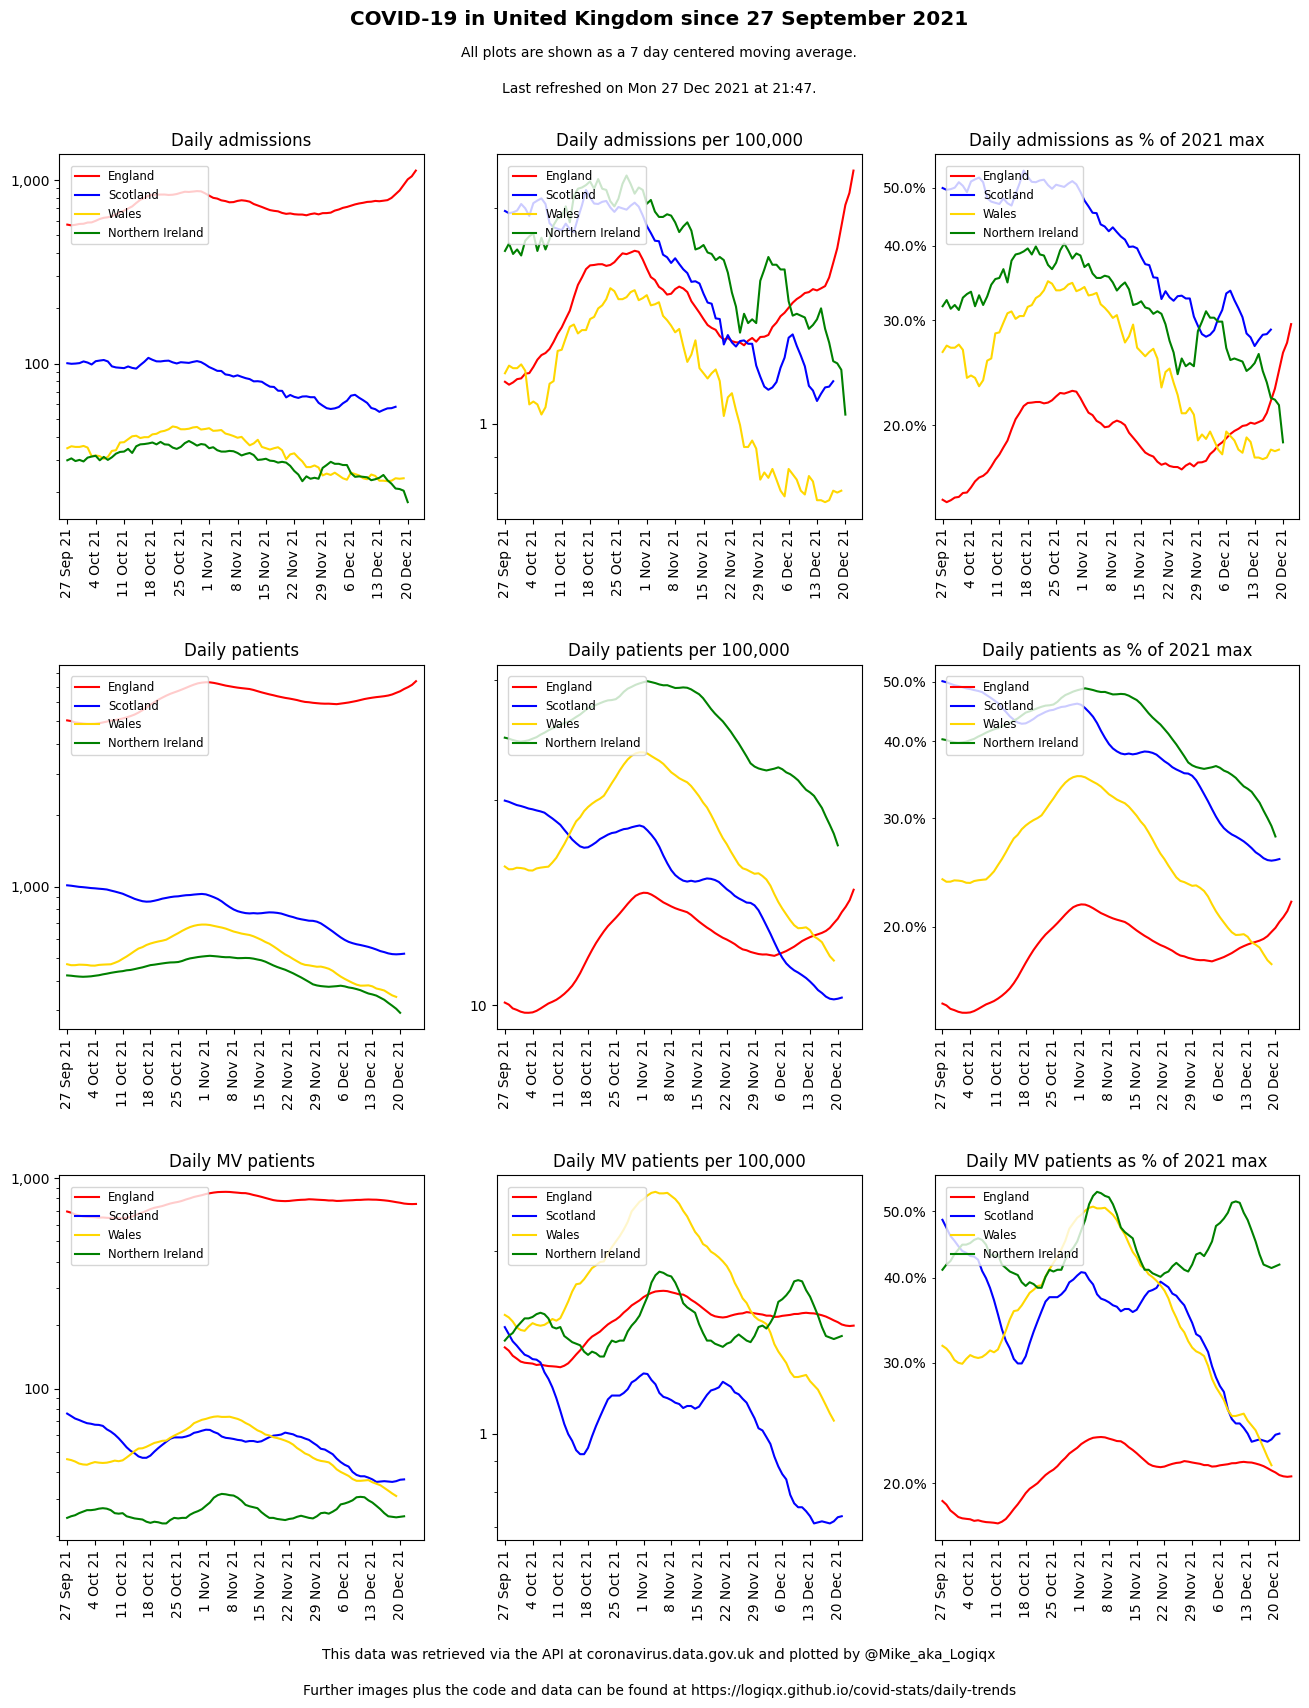 COVID-19 in United Kingdom since 27 September 2021
All plots are shown as a 7 day centered moving average.
Last refreshed on Mon 27 Dec 2021 at 21:47.
Daily admissions
1,000
100
England
Scotland
Wales
Northern Ireland
27 Sep 21
4 Oct 21
11 Oct 21
18 Oct 21
25 Oct 21
1 Nov 21
8 Nov 21
15 Nov 21
22 Nov 21
29 Nov 21
6 Dec 21
13 Dec 21
20 Dec 21
Daily admissions per 100,000
1
England
Scotland
Wales
Northern Ireland
27 Sep 21
4 Oct 21
11 Oct 21
18 Oct 21
25 Oct 21
1 Nov 21
8 Nov 21
15 Nov 21
22 Nov 21
29 Nov 21
6 Dec 21
13 Dec 21
20 Dec 21
Daily admissions as % of 2021 max
50.0%
40.0%
30.0%
20.0%
England
Scotland
Wales
Northern Ireland
27 Sep 21
4 Oct 21
11 Oct 21
18 Oct 21
25 Oct 21
1 Nov 21
8 Nov 21
15 Nov 21
22 Nov 21
29 Nov 21
6 Dec 21
13 Dec 21
20 Dec 21
Daily patients
1,000
England
Scotland
Wales
Northern Ireland
27 Sep 21
4 Oct 21
11 Oct 21
18 Oct 21
25 Oct 21
1 Nov 21
8 Nov 21
15 Nov 21
22 Nov 21
29 Nov 21
6 Dec 21
13 Dec 21
20 Dec 21
Daily patients per 100,000
10
England
Scotland
Wales
Northern Ireland
27 Sep 21
4 Oct 21
11 Oct 21
18 Oct 21
25 Oct 21
1 Nov 21
8 Nov 21
15 Nov 21
22 Nov 21
29 Nov 21
6 Dec 21
13 Dec 21
20 Dec 21
Daily patients as % of 2021 max
50.0%
40.0%
30.0%
20.0%
England
Scotland
Wales
Northern Ireland
27 Sep 21
4 Oct 21
11 Oct 21
18 Oct 21
25 Oct 21
1 Nov 21
8 Nov 21
15 Nov 21
22 Nov 21
29 Nov 21
6 Dec 21
13 Dec 21
20 Dec 21
Daily MV patients
1,000
100
England
Scotland
Wales
Northern Ireland
27 Sep 21
4 Oct 21
11 Oct 21
18 Oct 21
25 Oct 21
1 Nov 21
8 Nov 21
15 Nov 21
22 Nov 21
29 Nov 21
6 Dec 21
13 Dec 21
20 Dec 21
Daily MV patients per 100,000
1
England
Scotland
Wales
Northern Ireland
27 Sep 21
4 Oct 21
11 Oct 21
18 Oct 21
25 Oct 21
1 Nov 21
8 Nov 21
15 Nov 21
22 Nov 21
29 Nov 21
6 Dec 21
13 Dec 21
20 Dec 21
Daily MV patients as % of 2021 max
50.0%
40.0%
30.0%
20.0%
England
Scotland
Wales
Northern Ireland
27 Sep 21
4 Oct 21
11 Oct 21
18 Oct 21
25 Oct 21
1 Nov 21
8 Nov 21
15 Nov 21
22 Nov 21
29 Nov 21
6 Dec 21
13 Dec 21
20 Dec 21
This data was retrieved via the API at coronavirus.data.gov.uk and plotted by @Mike_aka_Logiqx
Further images plus the code and data can be found at https://logiqx.github.io/covid-stats/daily-trends